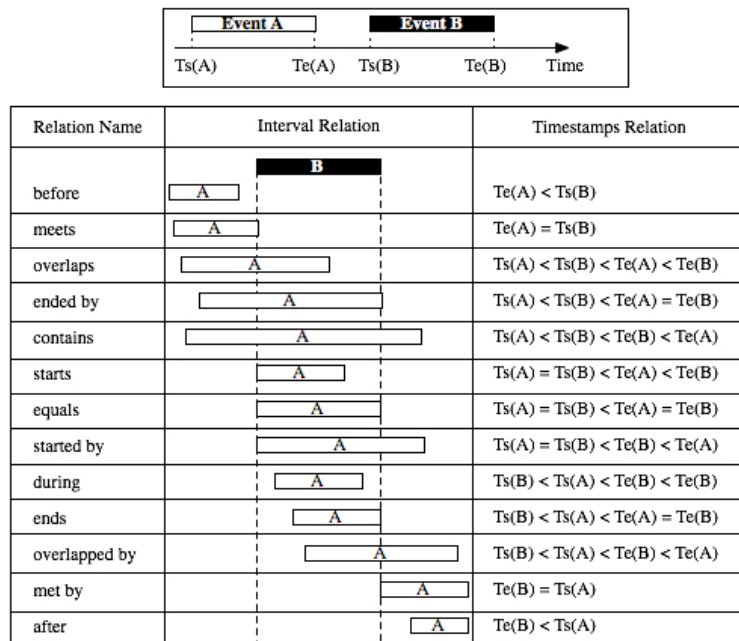 Event A Event B
Ts(A) Te(A) Ts(B) Te(B) Time
Relation Name Interval Relation Timestamps Relation
B
before A Te(A) < Ts(B)
meets A Te(A) = Ts(B)
overlaps A Ts(A) < Ts(B) < Te(A) < Te(B)
ended by A Ts(A) < Ts(B) < Te(A) = Te(B)
contains A Ts(A) < Ts(B) < Te(B) < Te(A)
starts A Ts(A) = Ts(B) < Te(A) < Te(B)
equals A Ts(A) = Ts(B) < Te(A) = Te(B)
started by A Ts(A) = Ts(B) < Te(B) < Te(A)
during A Ts(B) < Ts(A) < Te(B) < Te(B)
ends A Ts(B) < Ts(A) < Te(A) = Te(B)
overlapped by A Ts(B) < Ts(A) < Te(B) < Te(A)
met by A Te(B) = Ts(A)
after A Te(B) < Ts(A)